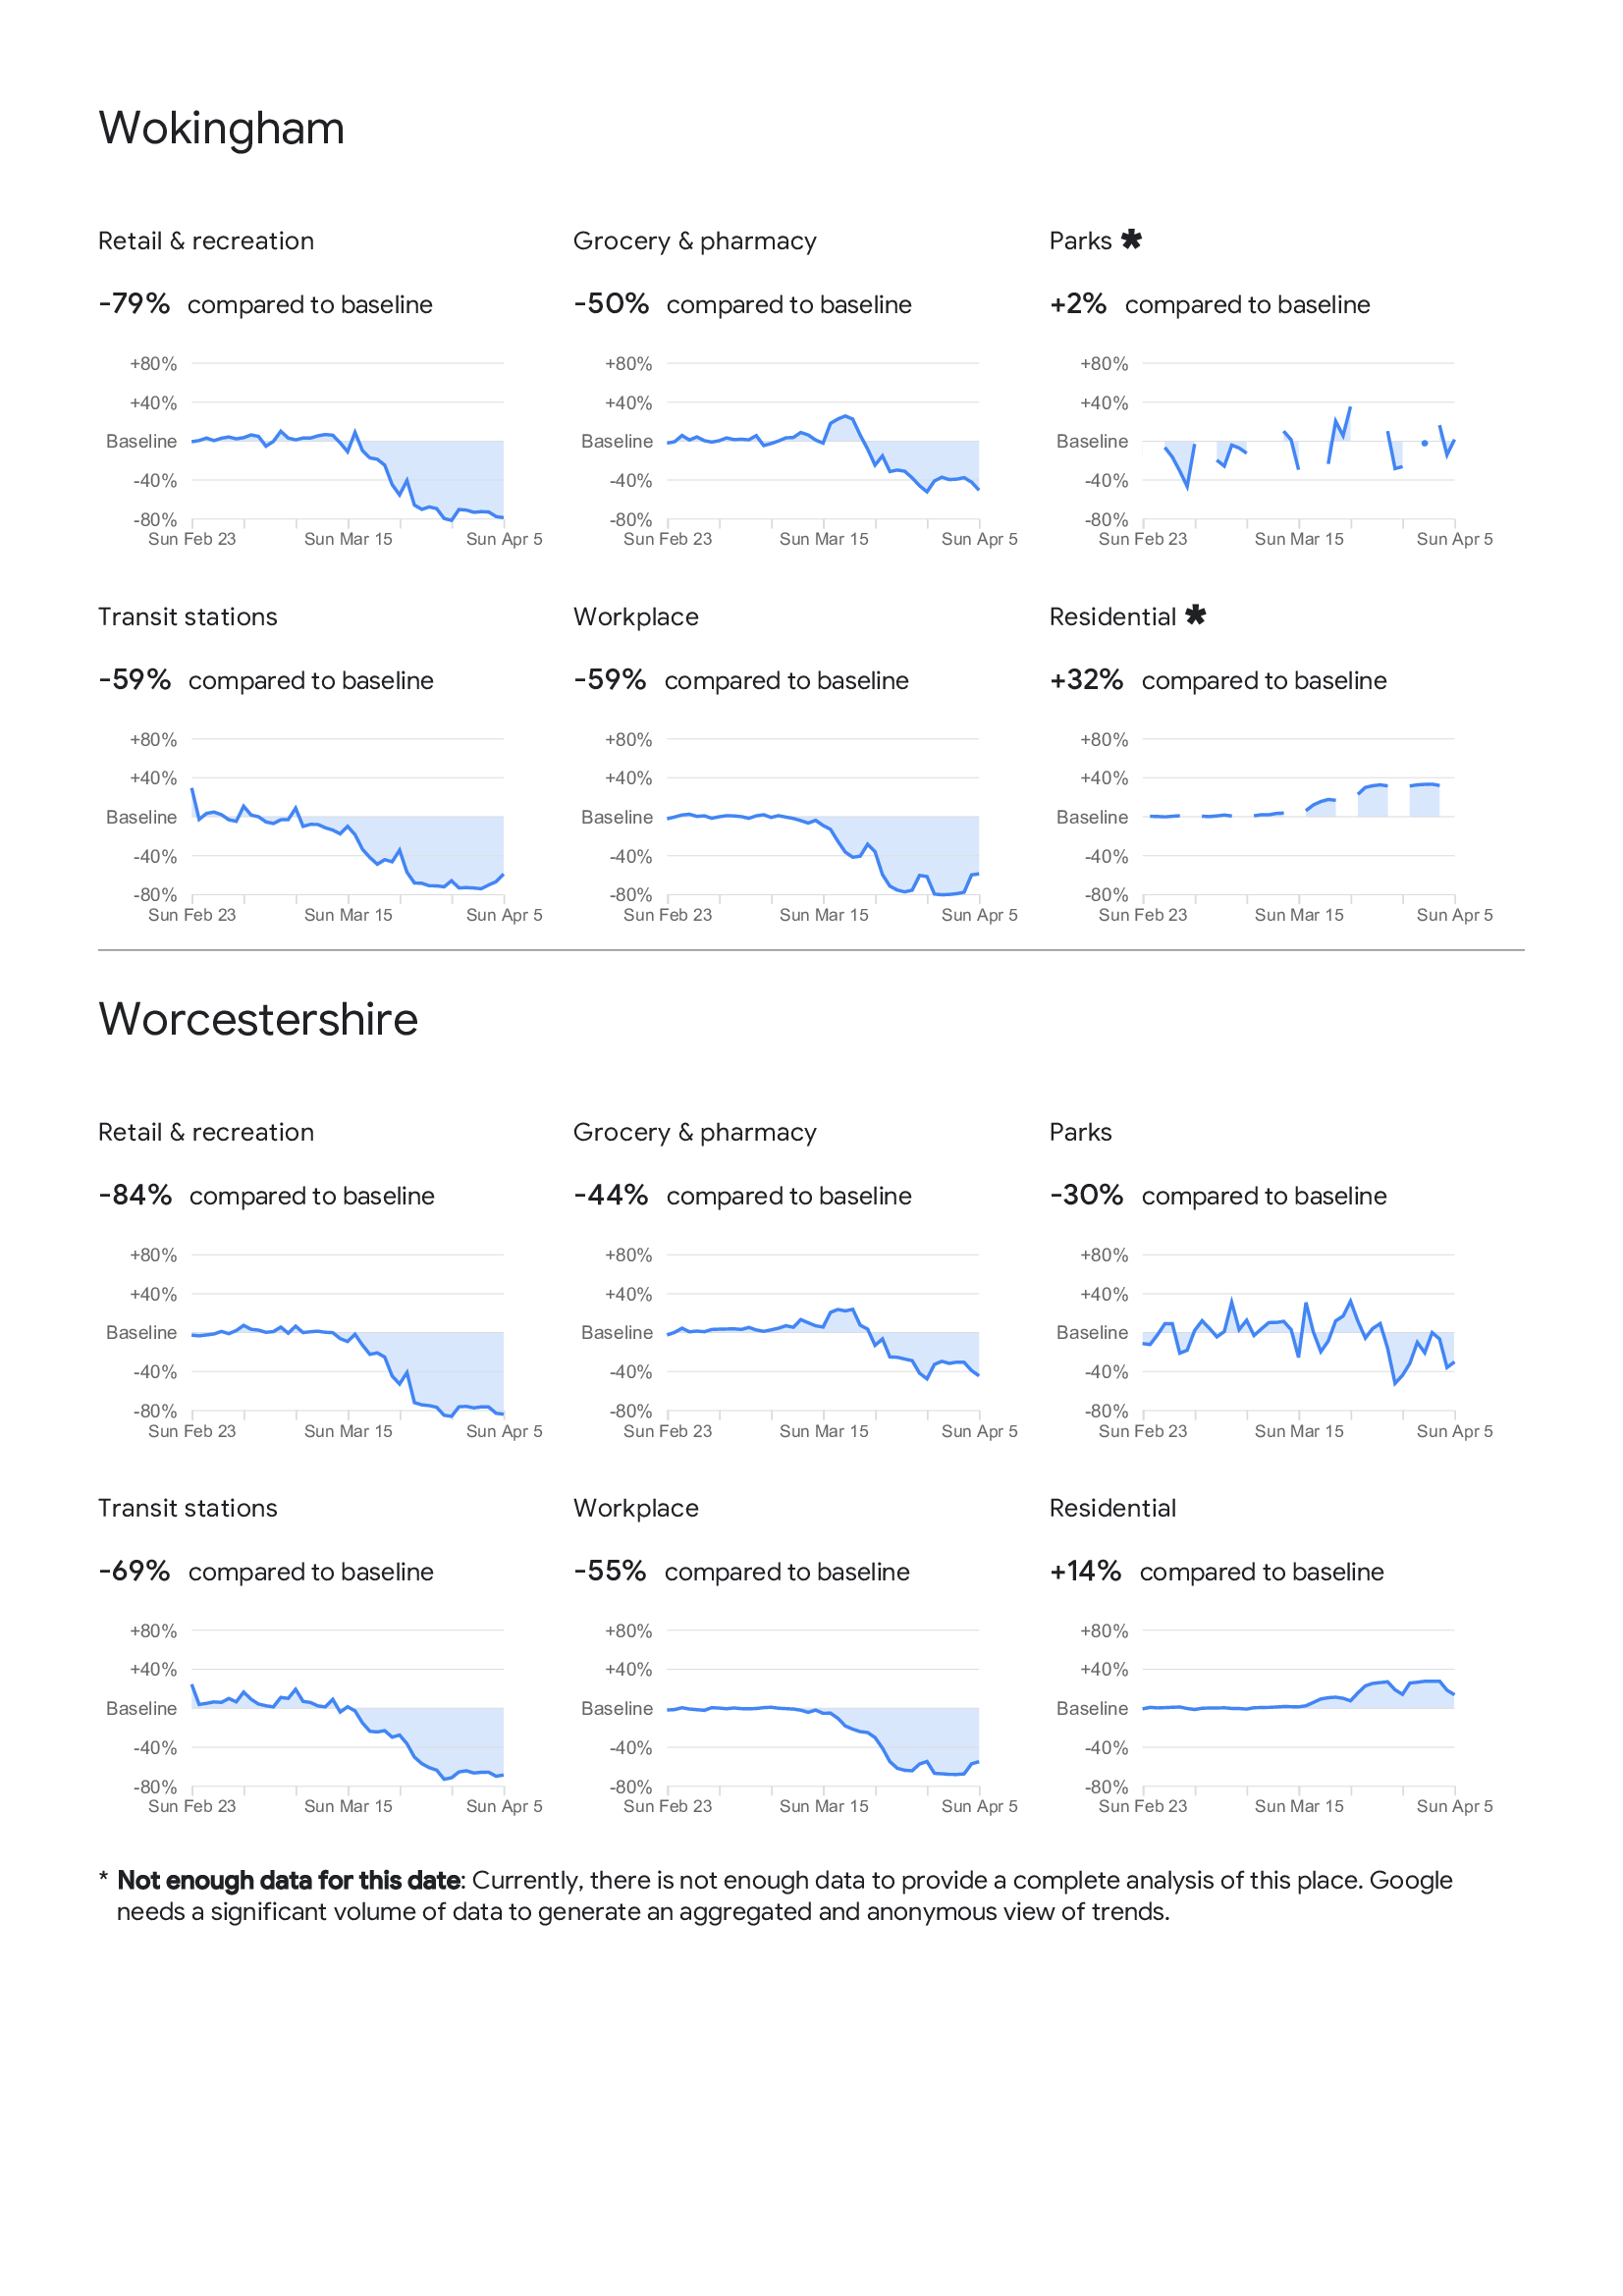 Wokingham
Retail & recreation
-79% compared to baseline
+80%
+40%
Baseline
-40%
-80%
Sun Feb 23 Sun Mar 15 Sun Apr 5
Grocery & pharmacy
-50% compared to baseline
+80%
+40%
Baseline
-40%
-80%
Sun Feb 23 Sun Mar 15 Sun Apr 5
Parks *
+2% compared to baseline
+80%
+40%
Baseline
-40%
-80%
Sun Feb 23 Sun Mar 15 Sun Apr 5
Transit stations
-59% compared to baseline
+80%
+40%
Baseline
-40%
-80%
Sun Feb 23 Sun Mar 15 Sun Apr 5
Workplace
-59% compared to baseline
+80%
+40%
Baseline
-40%
-80%
Sun Feb 23 Sun Mar 15 Sun Apr 5
Residential *
+32% compared to baseline
+80%
+40%
Baseline
-40%
-80%
Sun Feb 23 Sun Mar 15 Sun Apr 5
Worcestershire
Retail & recreation
-84% compared to baseline
+80%
+40%
Baseline
-40%
-80%
Sun Feb 23 Sun Mar 15 Sun Apr 5
Grocery & pharmacy
-44% compared to baseline
+80%
+40%
Baseline
-40%
-80%
Sun Feb 23 Sun Mar 15 Sun Apr 5
Parks
-30% compared to baseline
+80%
+40%
Baseline
-40%
-80%
Sun Feb 23 Sun Mar 15 Sun Apr 5
Transit stations
-69% compared to baseline
+80%
+40%
Baseline
-40%
-80%
Sun Feb 23 Sun Mar 15 Sun Apr 5
Workplace
-55% compared to baseline
+80%
+40%
Baseline
-40%
-80%
Sun Feb 23 Sun Mar 15 Sun Apr 5
Residential
+14% compared to baseline
+80%
+40%
Baseline
-40%
-80%
Sun Feb 23 Sun Mar 15 Sun Apr 5
* Not enough data for this date: Currently, there is not enough data to provide a complete analysis of this place. Google
needs a significant volume of data to generate an aggregated and anonymous view of trends.